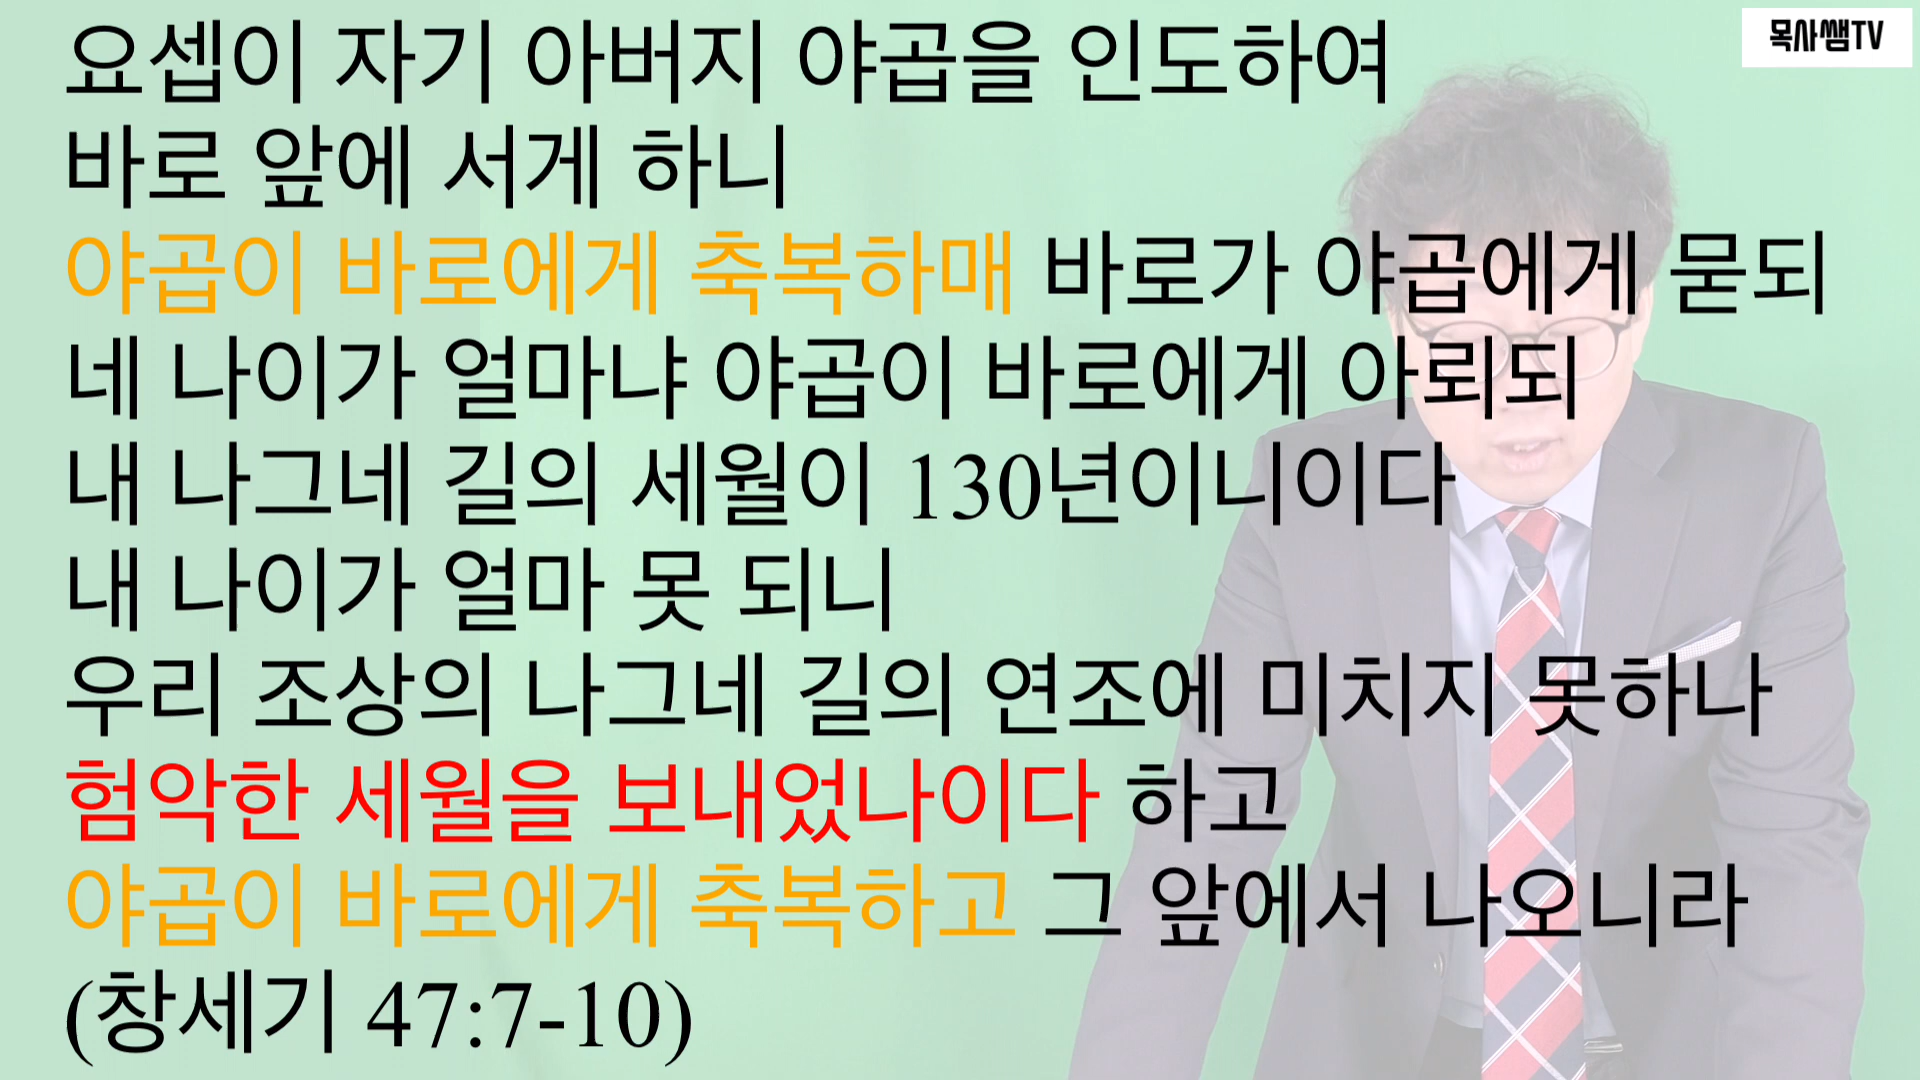 목사쌤TV
요셉이 자기 아버지 야곱을 인도하여
바로 앞에 서게 하니
야곱이 바로에게 축복하매 바로가 야곱에게 묻되
네 나이가 얼마냐 야곱이 바로에게 아뢰되
내 나그네 길의 세월이 130년이니이다
내 나이가 얼마 못 되니
우리 조상의 나그네 길의 연조에 미치지 못하나
험악한 세월을 보내었나이다 하고
야곱이 바로에게 축복하고 그 앞에서 나오니라
(창세기 47:7-10)